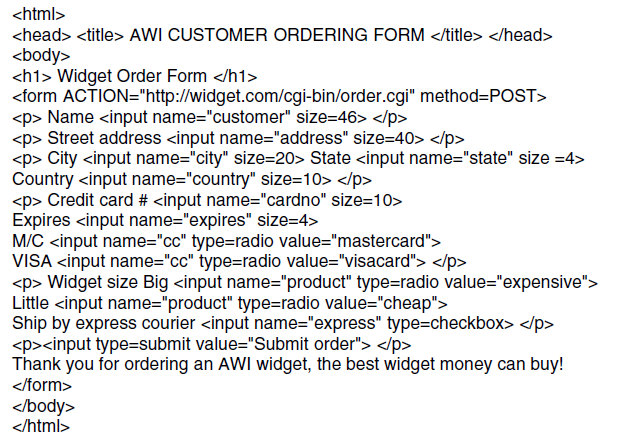 <html>
<head> <title> AWI CUSTOMER ORDERING FORM </title> </head>
<body>
<h1> Widget Order Form </h1>
<form ACTION="http://widget.com/cgi-bin/order.cgi" method=POST>
<p> Name <input name="customer" size=46> </p>
<p> Street address <input name="address" size=40> </p>
<p> City <input name="city" size=20> State <input name="state" size =4>
Country <input name="country" size=10> </p>
<p> Credit card # <input name="cardno" size=10>
Expires <input name="expires" size=4>
M/C <input name="cc" type=radio value="mastercard">
VISA <input name="cc" type=radio value="visacard"> </p>
<p> Widget size Big <input name="product" type=radio value="expensive">
Little <input name="product" type=radio value="cheap">
Ship by express courier <input name="express" type=checkbox> </p>
<p><input type=submit value="Submit order"> </p>
Thank you for ordering an AWI widget, the best widget money can buy!
</form>
</body>
</html>